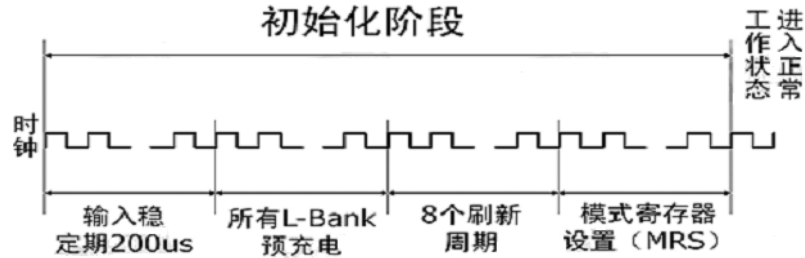 初始化阶段
进入正常
工作状态
时钟
输入稳
定期200us
所有L-Bank
预充电
8个刷新
周期
模式寄存器
设置（MRS）